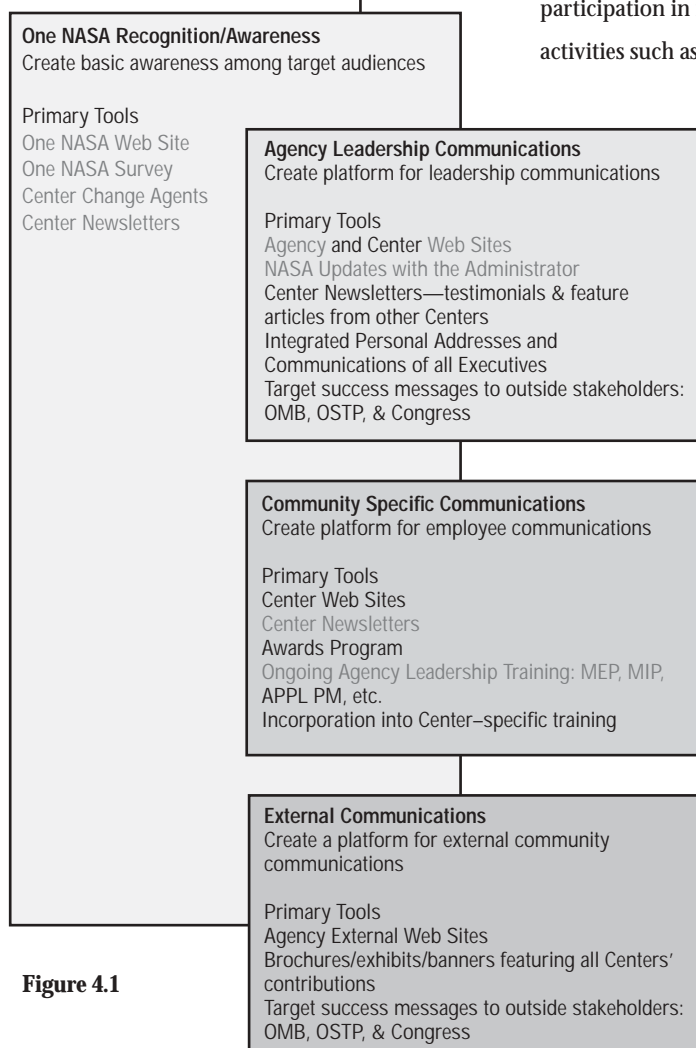 participation in
activities such as
One NASA Recognition/Awareness
Create basic awareness among target audiences
Primary Tools
One NASA Web Site
One NASA Survey
Center Change Agents
Center Newsletters
Agency Leadership Communications
Create platform for leadership communications
Primary Tools
Agency and Center Web Sites
NASA Updates with the Administrator
Center Newsletters—testimonials & feature
articles from other Centers
Integrated Personal Addresses and
Communications of all Executives
Target success messages to outside stakeholders:
OMB, OSTP, & Congress
Community Specific Communications
Create platform for employee communications
Primary Tools
Center Web Sites
Center Newsletters
Awards Program
Ongoing Agency Leadership Training: MEP, MIP,
APPL PM, etc.
Incorporation into Center–specific training
External Communications
Create a platform for external community
communications
Primary Tools
Agency External Web Sites
Brochures/exhibits/banners featuring all Centers’
contributions
Target success messages to outside stakeholders:
OMB, OSTP, & Congress
Figure 4.1